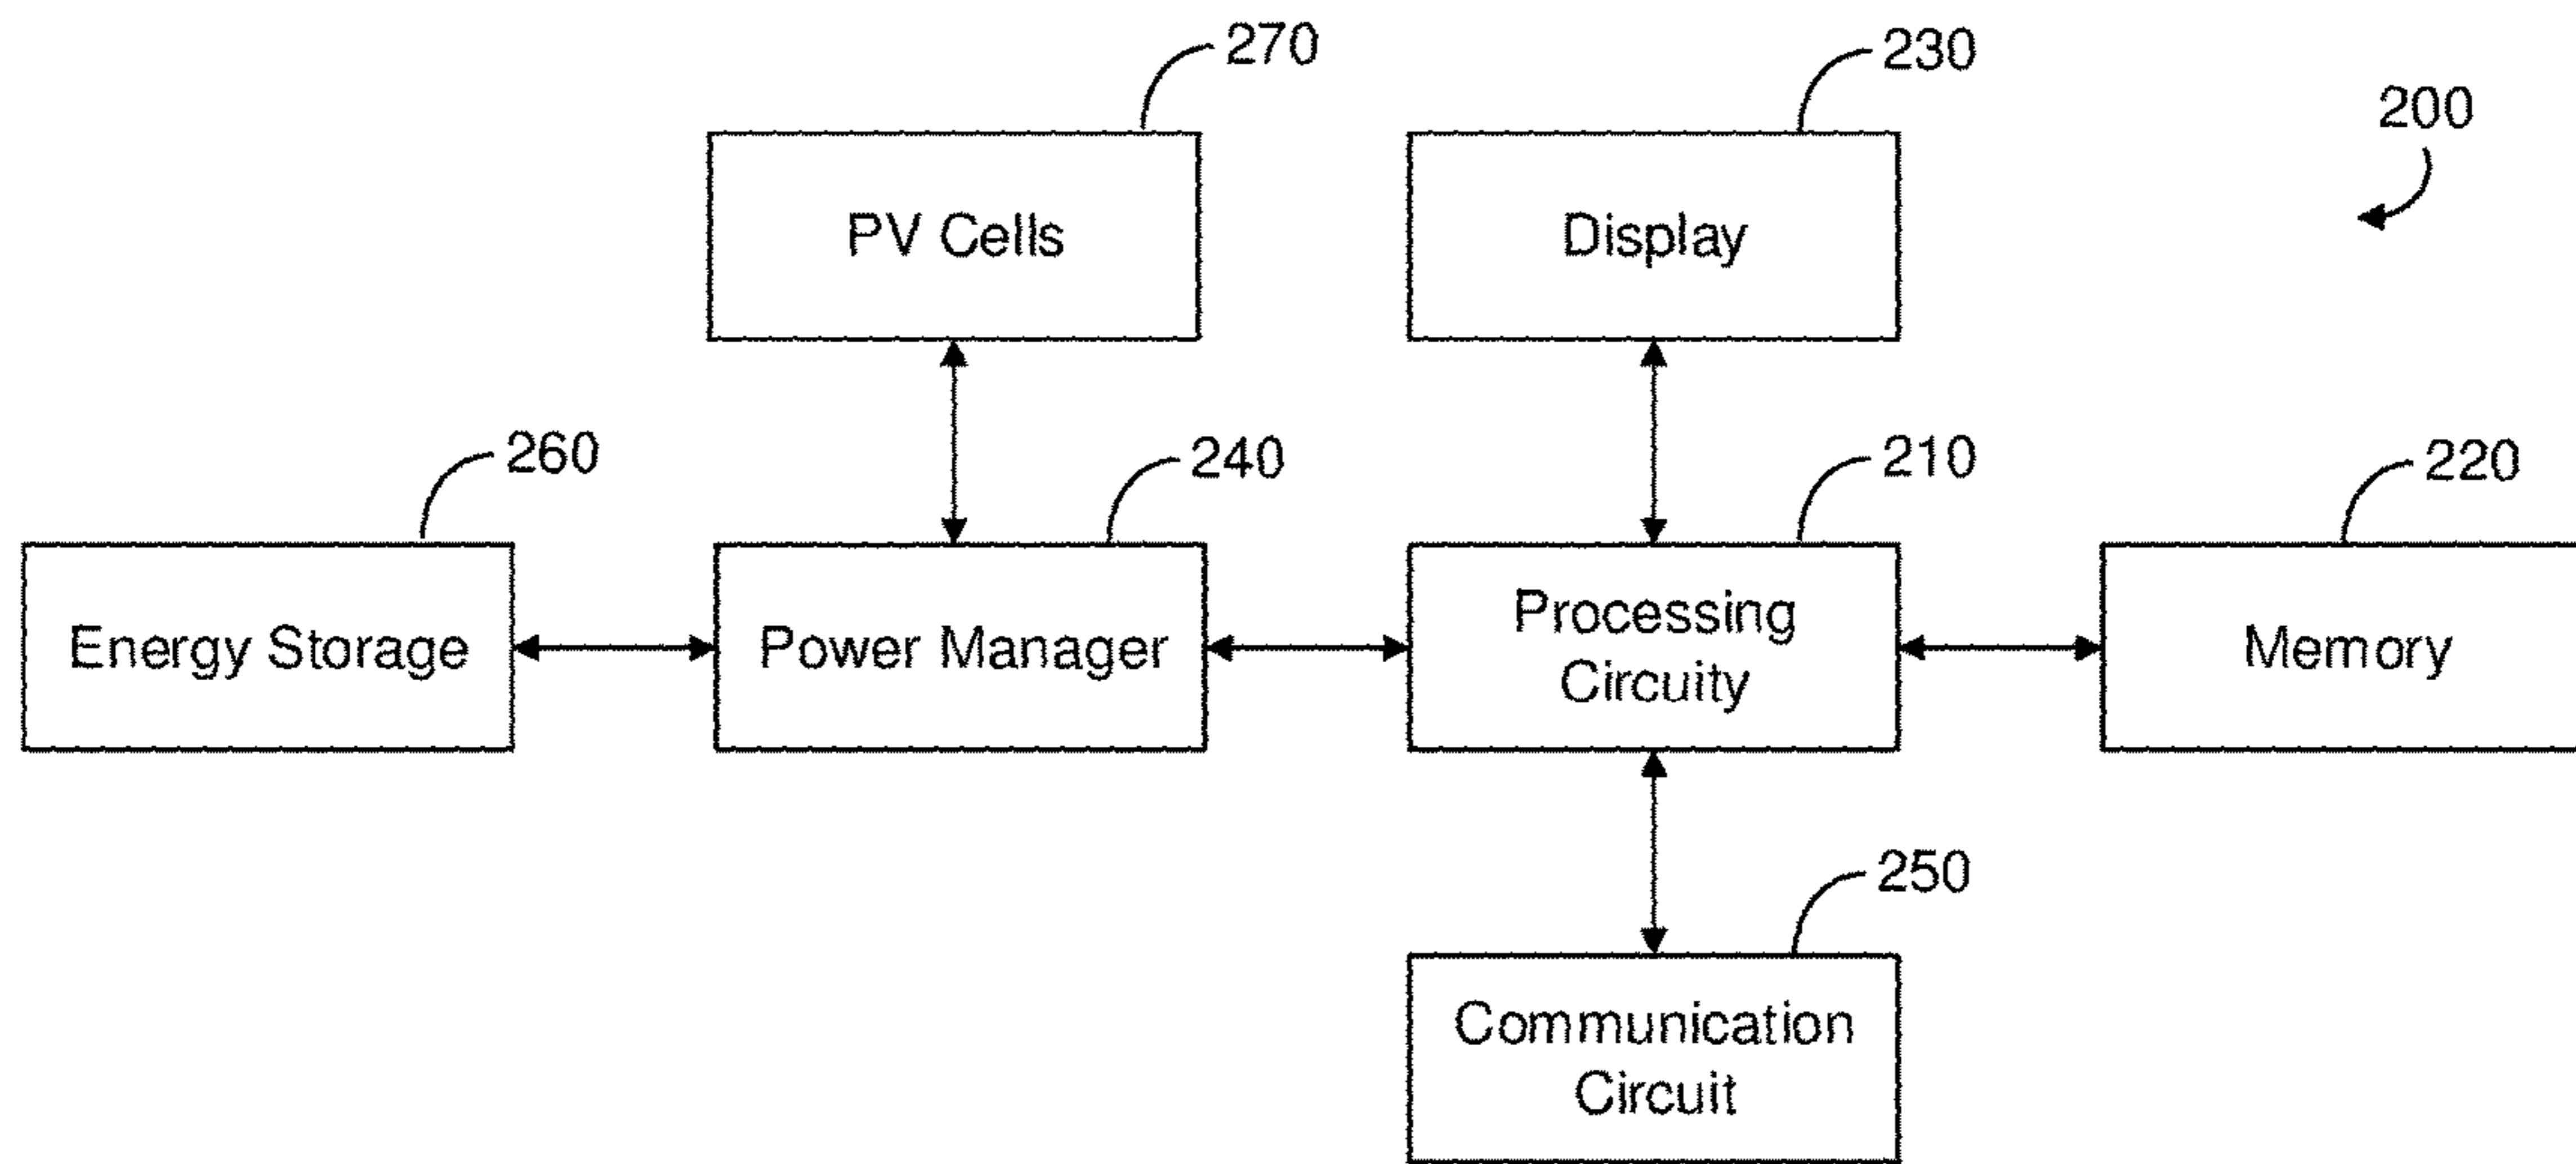 270
230
200
PV Cells
Display
260
240
210
220
Energy Storage
Power Manager
Processing
Circuity
Memory
250
Communication
Circuit